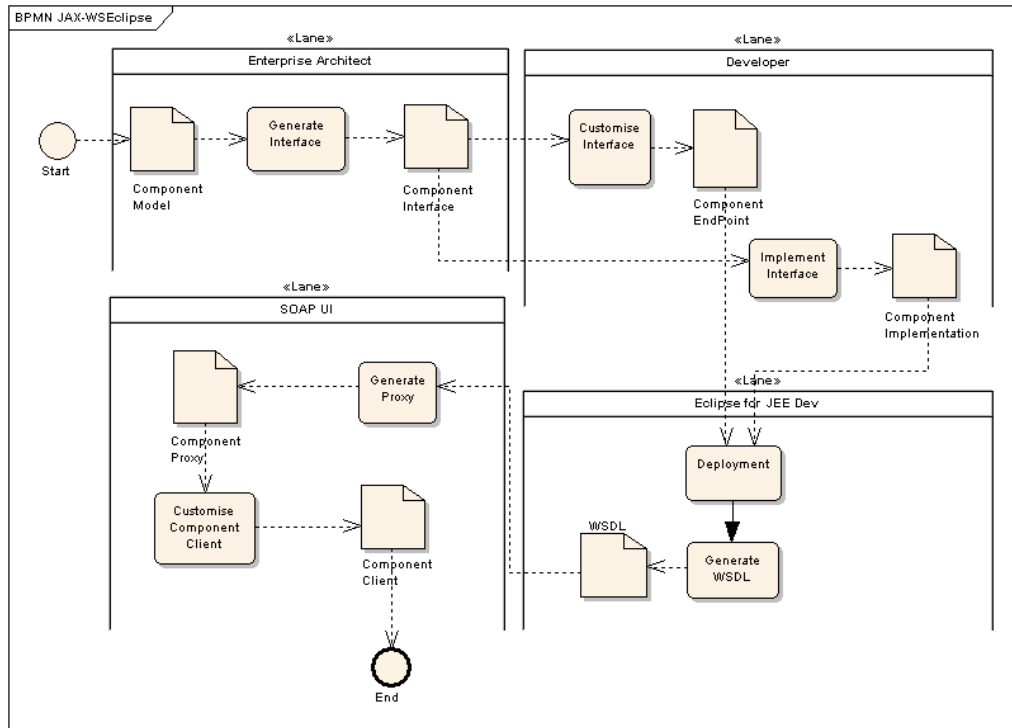 BPMN JAX-WSEclipse
«Lane»
Enterprise Architect
Start
Component
Model
Generate
Interface
Component
Interface
«Lane»
Developer
Customise
Interface
Component
EndPoint
Implement
Interface
Component
Implementation
«Lane»
SOAP UI
Generate
Proxy
Component
Proxy
Customise
Component
Client
Component
Client
End
«Lane»
Eclipse for JEE Dev
Deployment
WSDL
Generate
WSDL